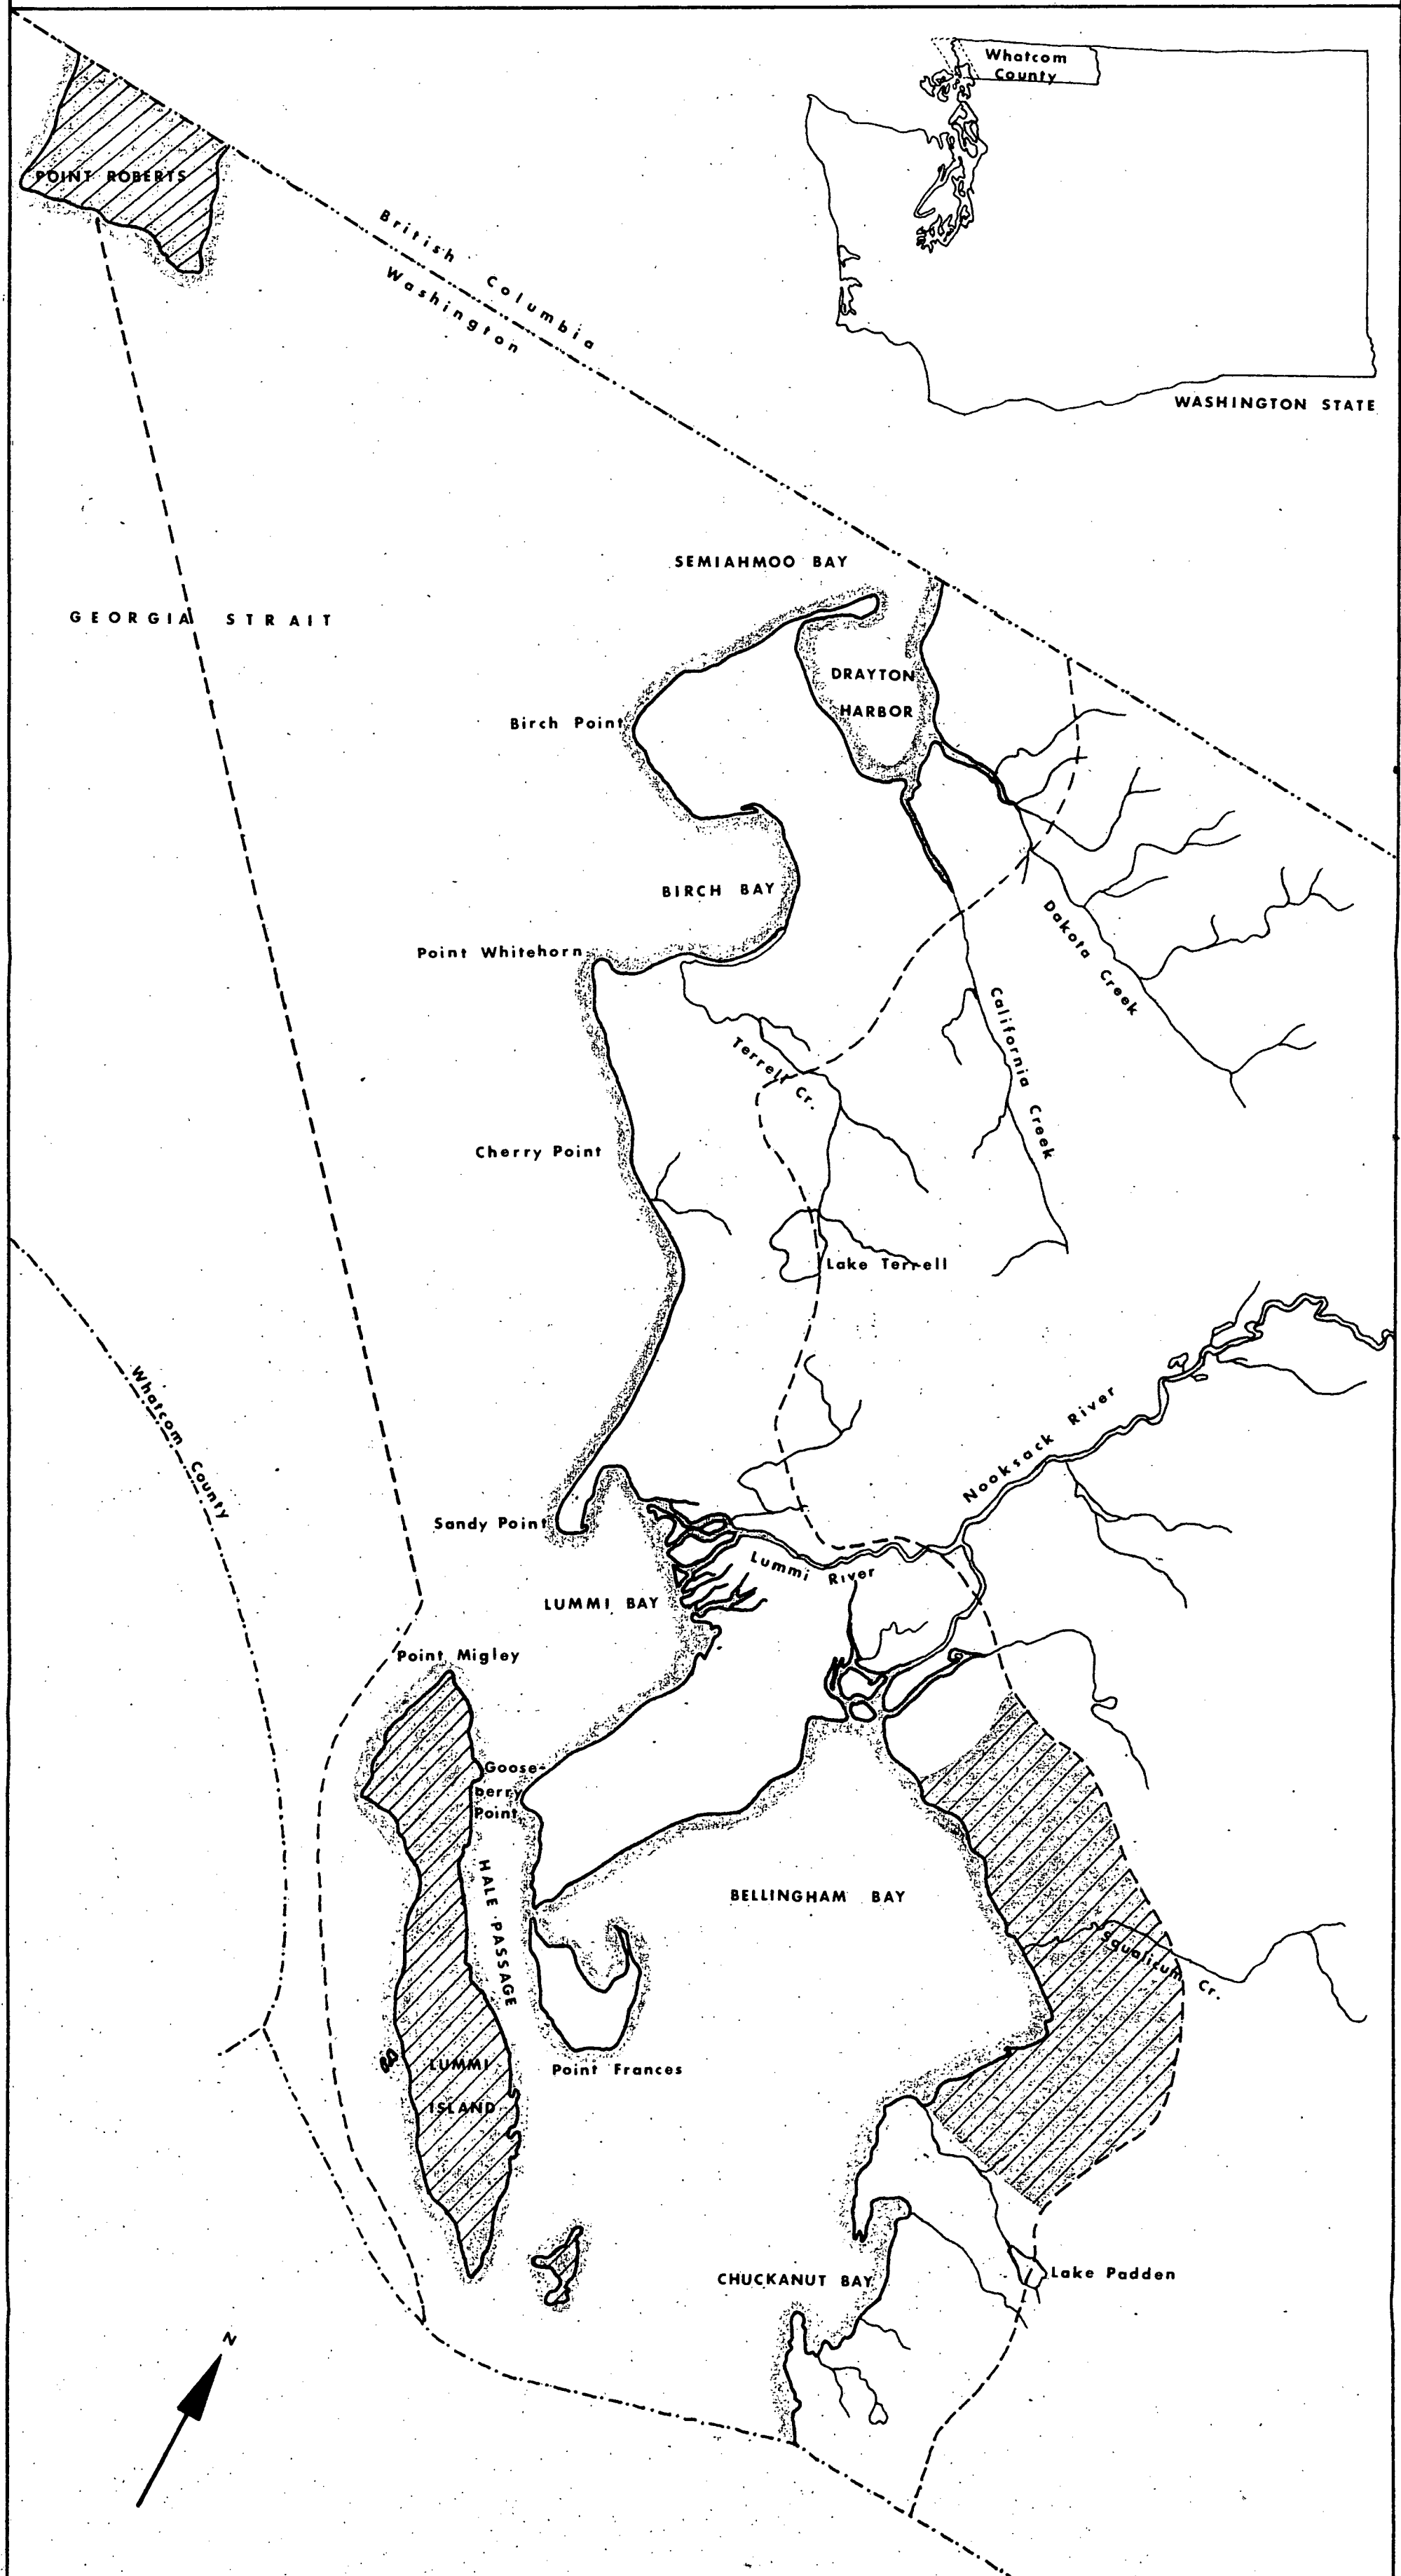 Whatcom
County
POINT ROBERTS
British Columbia
Washington
WASHINGTON STATE
SEMIAHMOO BAY
GEORGIA STRAIT
DRAYTON
HARBOR
Birch Point
BIRCH BAY
Point Whitehorn
Dakota Creek
California Creek
Terrell Cr.
Cherry Point
Lake Terrell
Whatcom County
Nooksack River
Sandy Point
Lummi River
LUMMI BAY
Point Migley
Goose-
berry
Point
HALE PASSAGE
BELLINGHAM BAY
Squalicum Cr.
LUMMI
ISLAND
Point Frances
CHUCKANUT BAY
Lake Padden
N